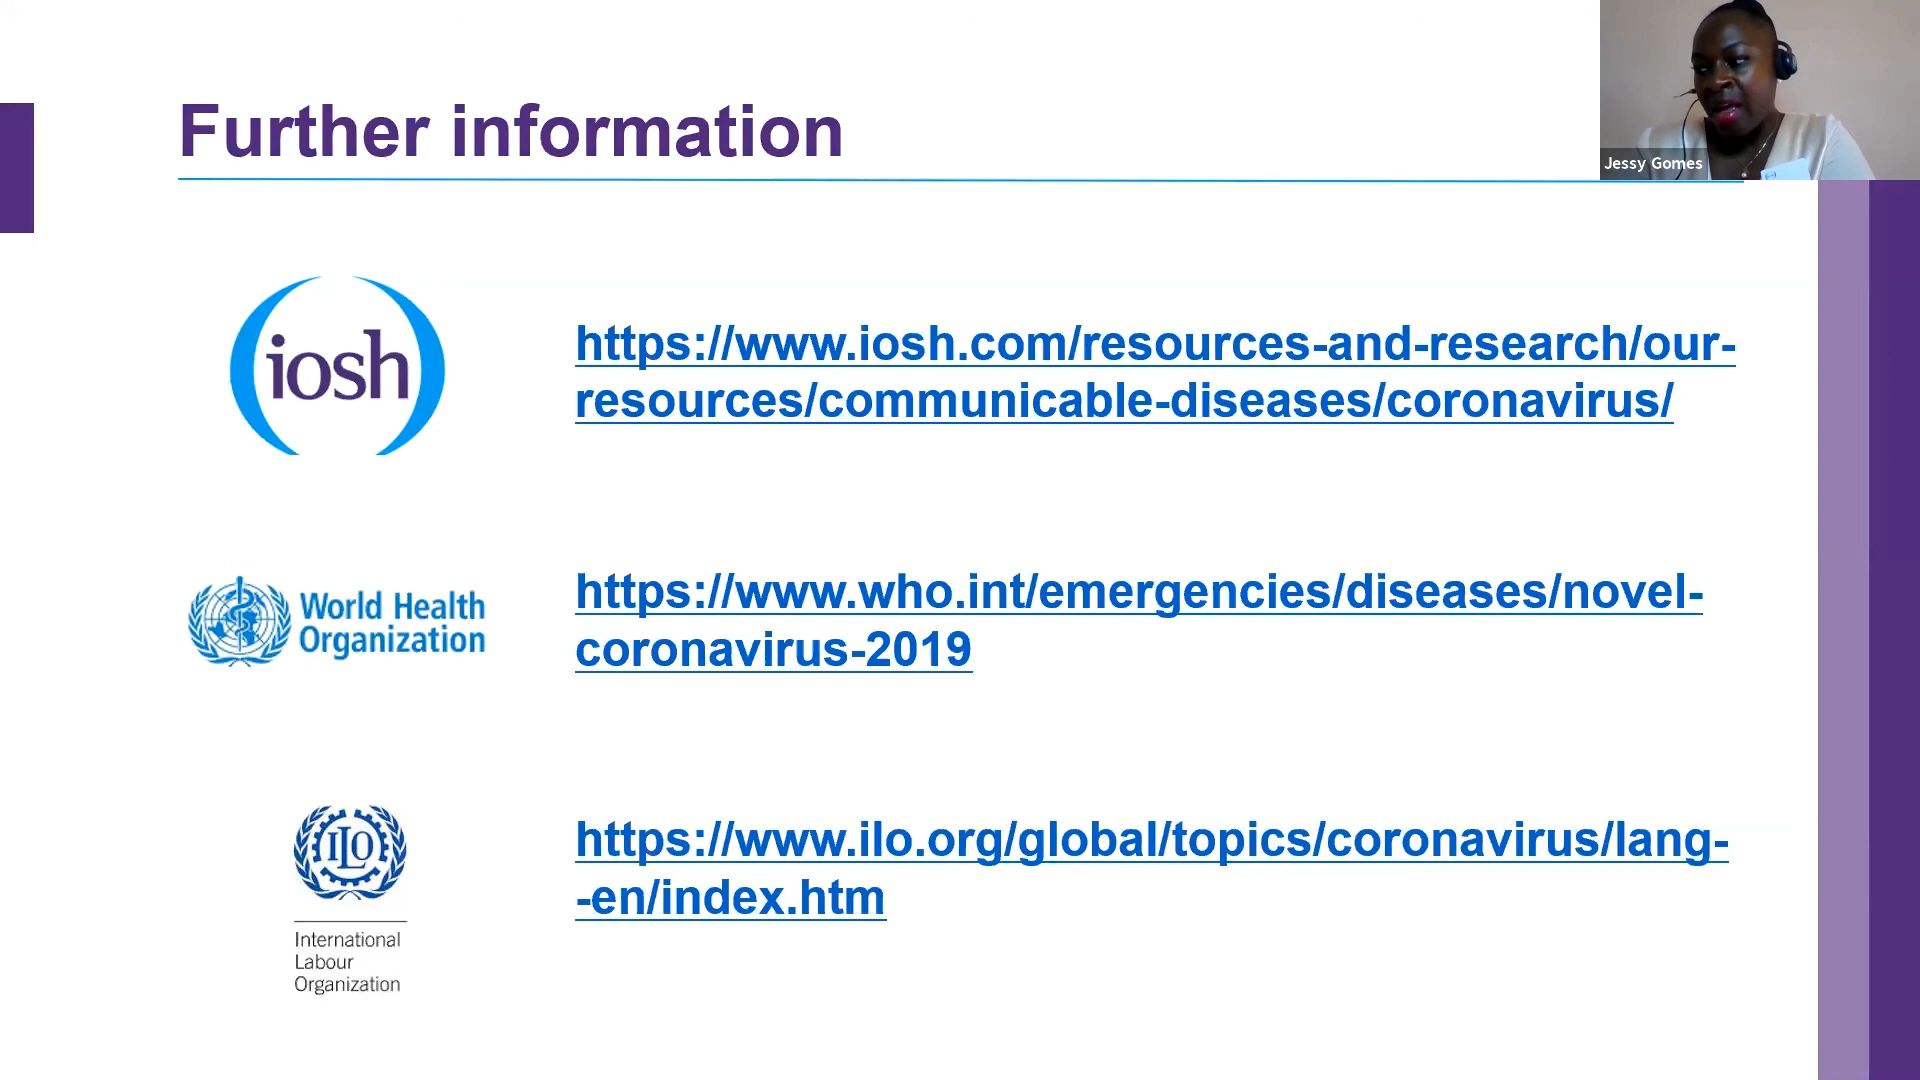 Further information
Jessy Gomes
iosh
https://www.iosh.com/resources-and-research/our-
resources/communicable-diseases/coronavirus/
World Health
Organization
https://www.who.int/emergencies/diseases/novel-
coronavirus-2019
ILO
International
Labour
Organization
https://www.ilo.org/global/topics/coronavirus/lang-
-en/index.htm